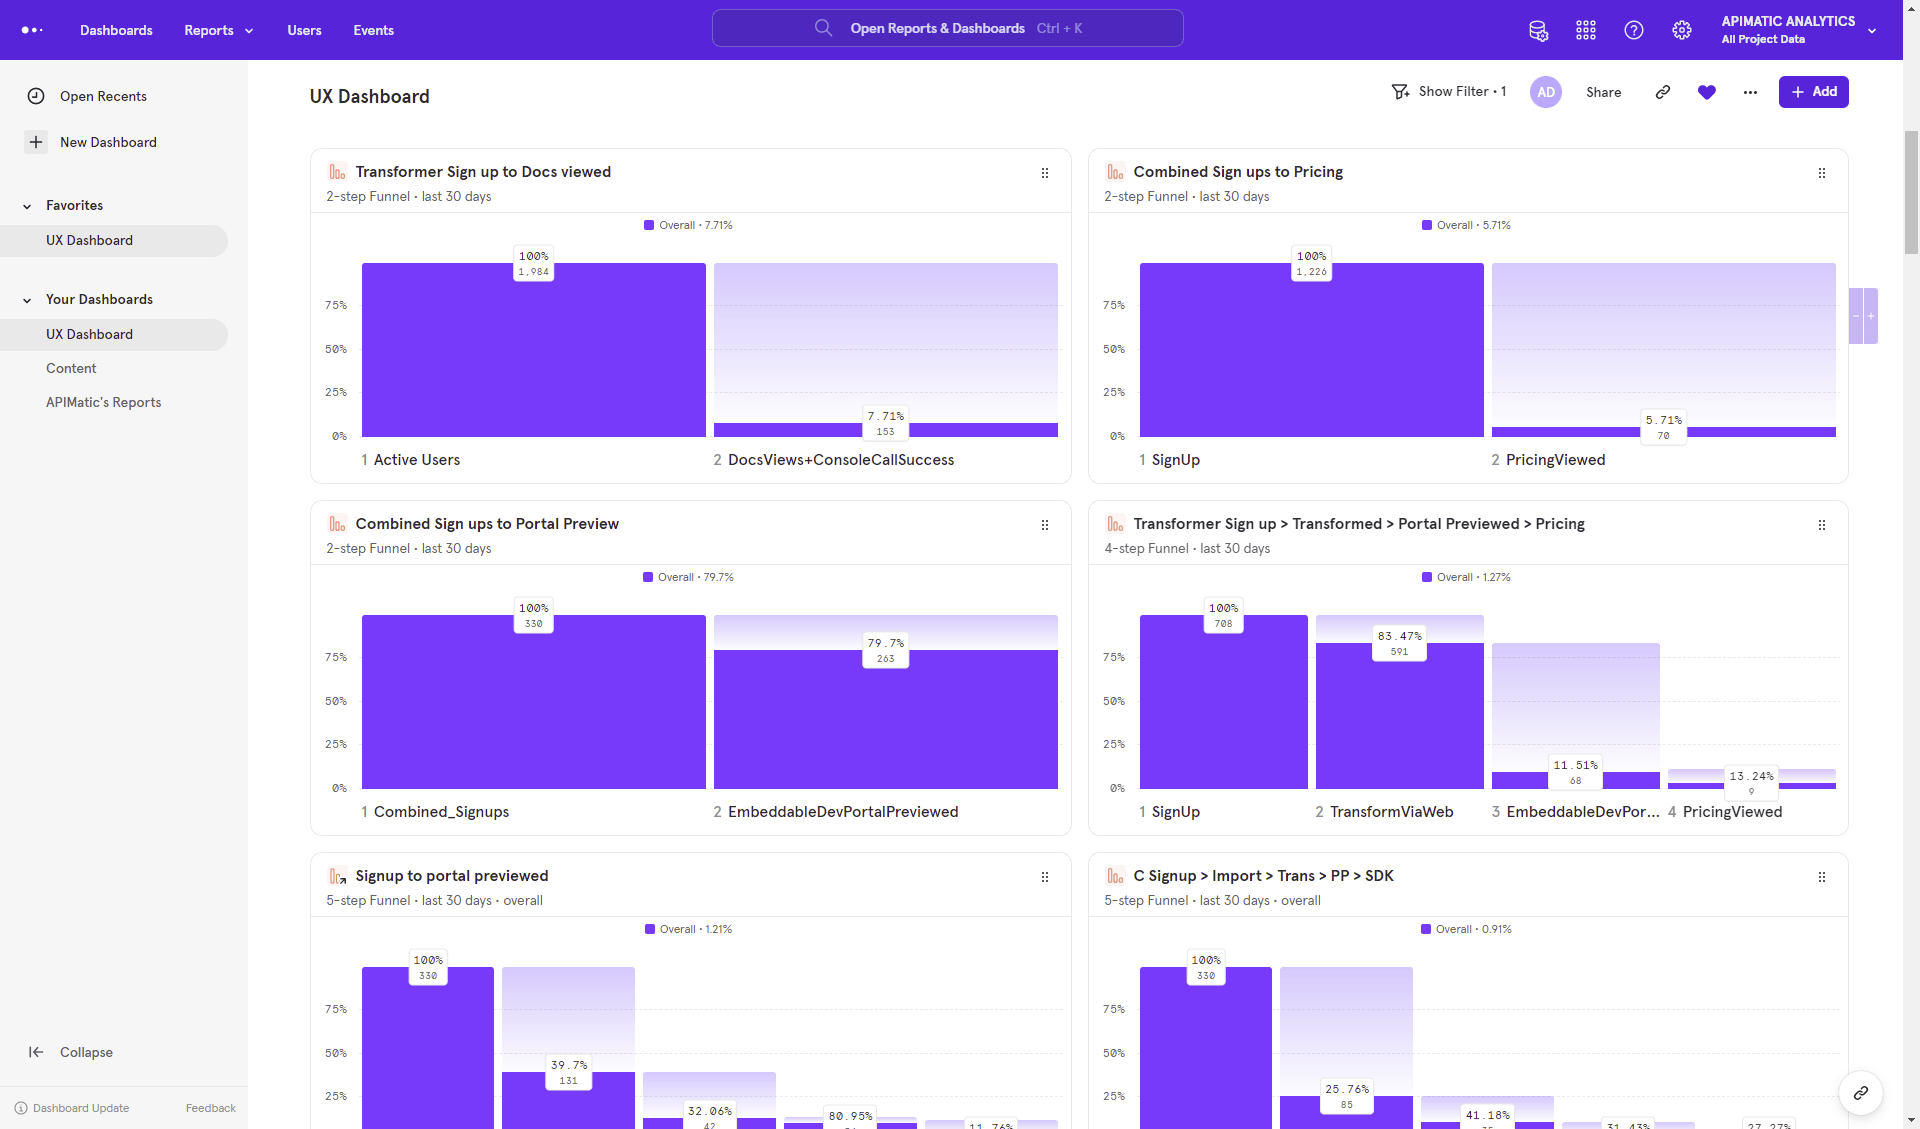 Dashboards
Reports
Users
Events
Open Reports & Dashboards Ctrl + K
APIMATIC ANALYTICS
All Project Data
Open Recents
New Dashboard
Favorites
UX Dashboard
Your Dashboards
UX Dashboard
Content
APIMatic's Reports
Collapse
Dashboard Update
Feedback
UX Dashboard
Show Filter • 1
AD
Share
+ Add
Transformer Sign up to Docs viewed
2-step Funnel • last 30 days
Overall • 7.71%
100%
1,984
75%
50%
25%
0%
7.71%
153
1 Active Users
2 DocsViews+ConsoleCallSuccess
Combined Sign ups to Pricing
2-step Funnel • last 30 days
Overall • 5.71%
100%
1,226
75%
50%
25%
0%
5.71%
70
1 SignUp
2 PricingViewed
- +
Combined Sign ups to Portal Preview
2-step Funnel • last 30 days
Overall • 79.7%
100%
330
79.7%
263
75%
50%
25%
0%
1 Combined_Signups
2 EmbeddableDevPortalPreviewed
Transformer Sign up > Transformed > Portal Previewed > Pricing
4-step Funnel • last 30 days
Overall • 1.27%
100%
708
83.47%
591
75%
50%
25%
0%
11.51%
68
13.24%
9
1 SignUp
2 TransformViaWeb
3 EmbeddableDevPor...
4 PricingViewed
Signup to portal previewed
5-step Funnel • last 30 days • overall
Overall • 1.21%
100%
330
75%
50%
25%
39.7%
131
32.06%
42
80.95%
11.76%
C Signup > Import > Trans > PP > SDK
5-step Funnel • last 30 days • overall
Overall • 0.91%
100%
330
75%
50%
25%
25.76%
85
41.18%
31.43%
27.27%